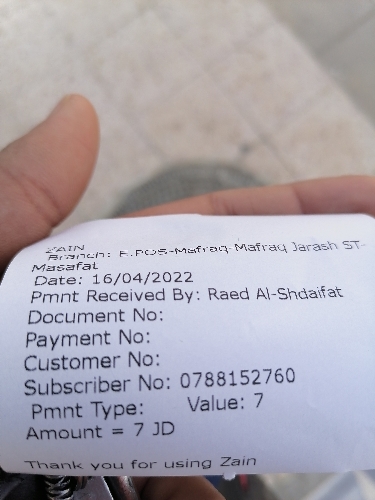 ZAIN
Branch: E.POS-Mafraq-Mafraq Jarash ST-
Masafat
Date: 16/04/2022
Pmnt Received By: Raed Al-Shdaifat
Document No:
Payment No:
Customer No:
Subscriber No: 0788152760
Pmnt Type: Value: 7
Amount = 7 JD
Thank you for using Zain